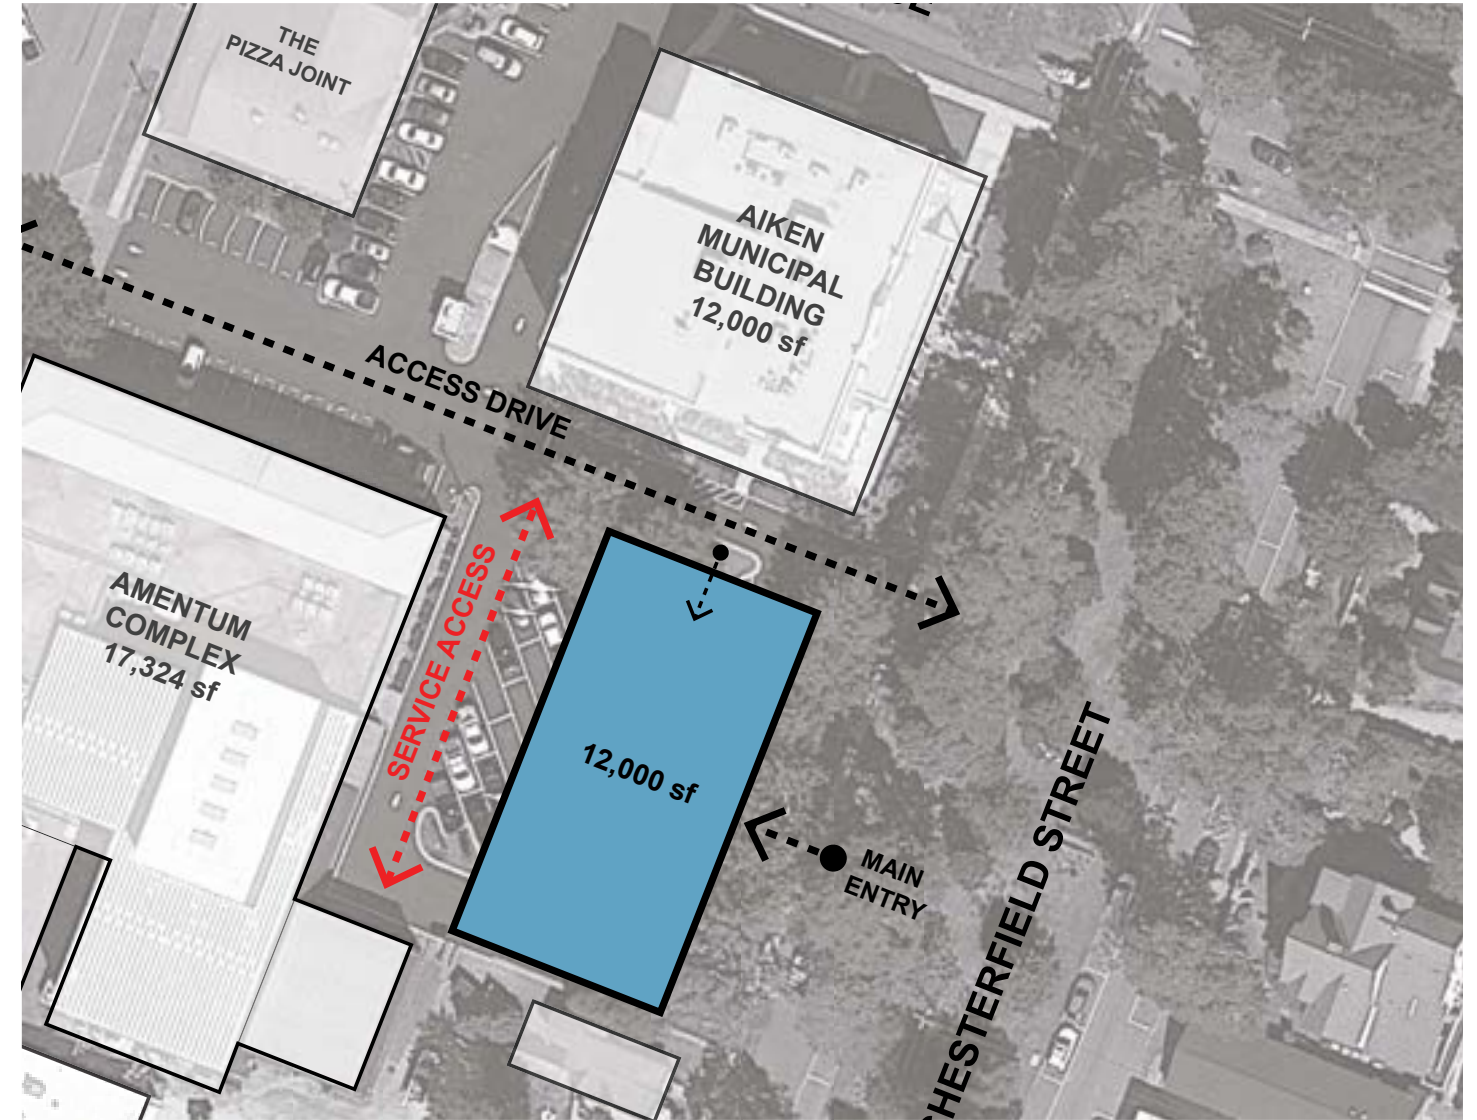 THE
PIZZA JOINT
AIKEN
MUNICIPAL
BUILDING
12,000 sf
ACCESS DRIVE
AMENTUM
COMPLEX
17,324 sf
SERVICE ACCESS
12,000 sf
MAIN
ENTRY
HESTERFIELD STREET